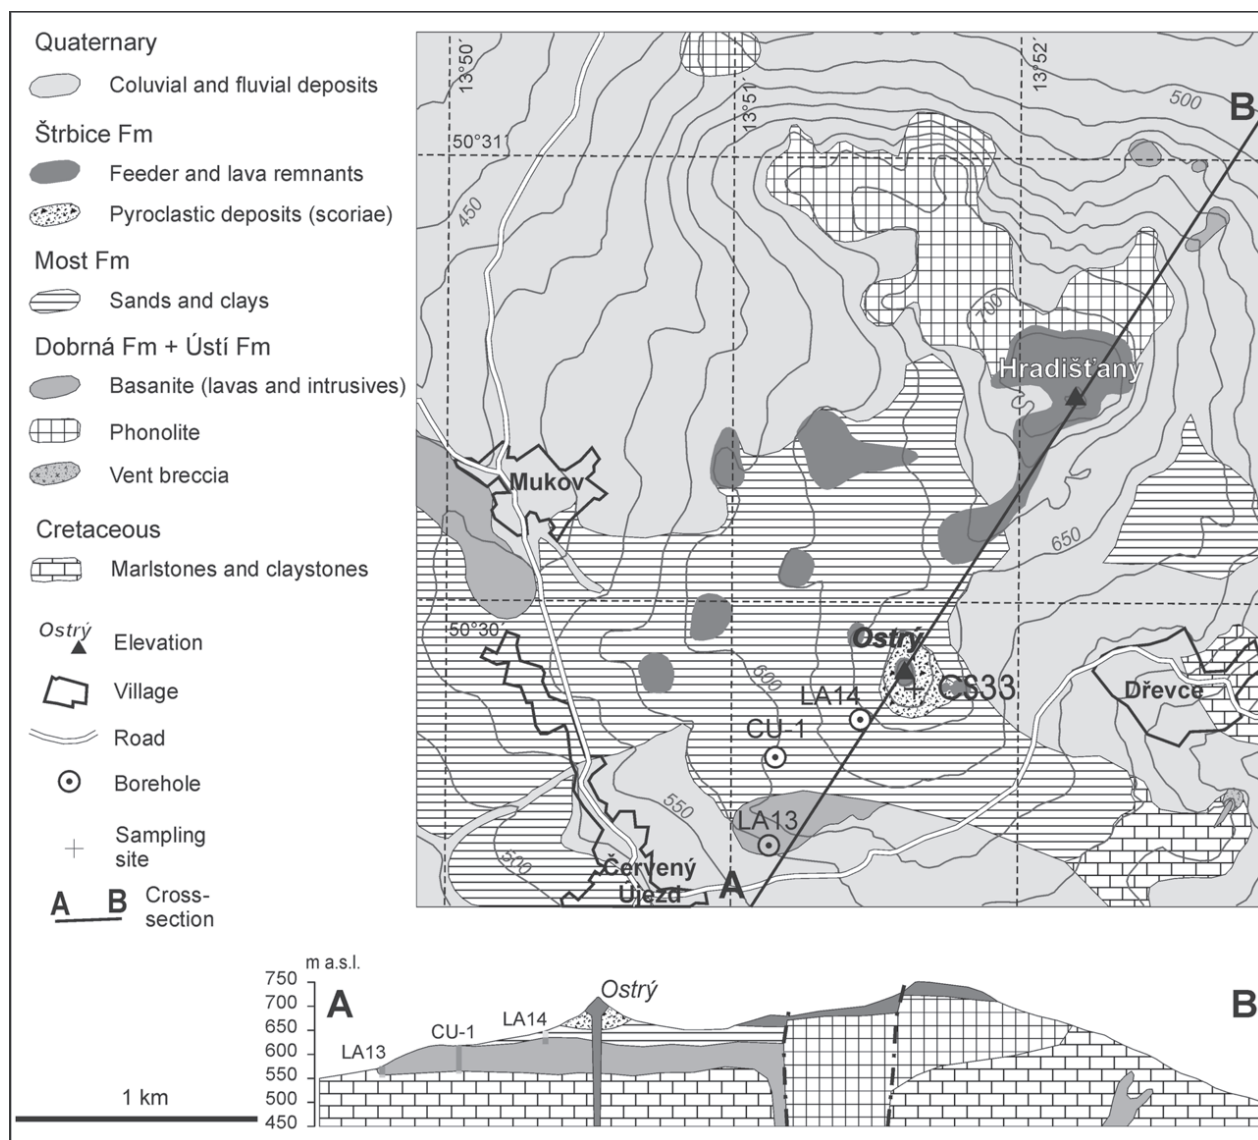 Quaternary
Coluvial and fluvial deposits
Štrbice Fm
Feeder and lava remnants
Pyroclastic deposits (scoriae)
Most Fm
Sands and clays
Dobrná Fm + Ústí Fm
Basanite (lavas and intrusives)
Phonolite
Vent breccia
Cretaceous
Marlstones and claystones
Ostrý
Elevation
Village
Road
Borehole
Sampling
site
A B
Cross-
section
13°50´
13°51´
13°52´
500
B
50°31´
450
700
Hradišťany
Mukov
650
50°30´
Ostrý
600
CS33
Dřevce
LA14
CU-1
550
LA13
500
Červený
Újezd
A
m a.s.l.
750
700
650
600
550
500
450
A
Ostrý
B
LA14
CU-1
LA13
1 km